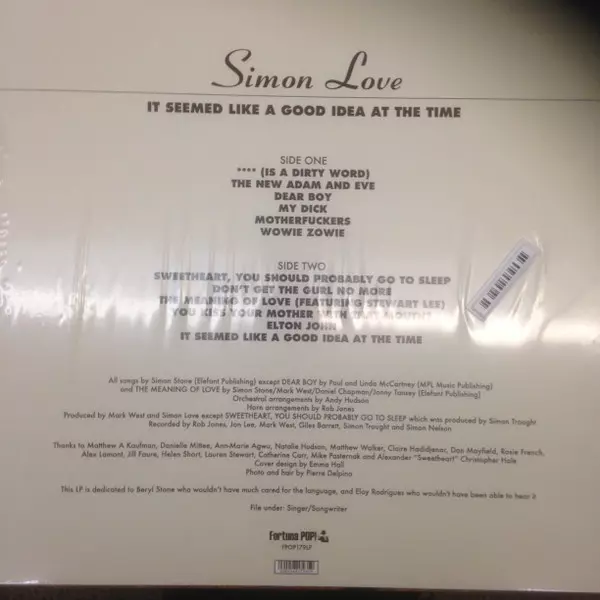 Simon Love
IT SEEMED LIKE A GOOD IDEA AT THE TIME
SIDE ONE
**** (IS A DIRTY WORD)
THE NEW ADAM AND EVE
DEAR BOY
MY DICK
MOTHERFUCKERS
WOWIE ZOWIE
SIDE TWO
SWEETHEART, YOU SHOULD PROBABLY GO TO SLEEP
DON'T GET THE GURL NO MORE
THE MEANING OF LOVE (FEATURING STEWART LEE)
YOU KISS YOUR MOTHER WITH THAT MOUTH?
ELTON JOHN
IT SEEMED LIKE A GOOD IDEA AT THE TIME
All songs by Simon Stone (Elefant Publishing) except DEAR BOY by Paul and Linda McCartney (MPL Music Publishing)
and THE MEANING OF LOVE by Simon Stone/Mark West/Daniel Chapman/Jonny Tansey (Elefant Publishing)
Orchestral arrangements by Andy Hudson
Horn arrangements by Rob Jones
Produced by Mark West and Simon Love except SWEETHEART, YOU SHOULD PROBABLY GO TO SLEEP which was produced by Simon Trought
Recorded by Rob Jones, Jon Lee, Mark West, Giles Barrett, Simon Trought and Simon Nelson
Thanks to Matthew A Kaufman, Danielle Mittee, Ann-Marie Agwu, Natalie Hodson, Matthew Walker, Claire Hadidjenar, Dan Mayfield, Rosie French,
Alex Lamont, Jill Faure, Helen Short, Lauren Stewart, Catherine Carr, Mike Pasternak and Alexander "Sweetheart" Christopher Hale
Cover design by Emma Hall
Photo and hair by Pierre Delpino
This LP is dedicated to Beryl Stone who wouldn't have much cared for the language, and Eloy Rodrigues who wouldn't have been able to hear it
File under: Singer/Songwriter
Fortuna POP!
FPOP179LP